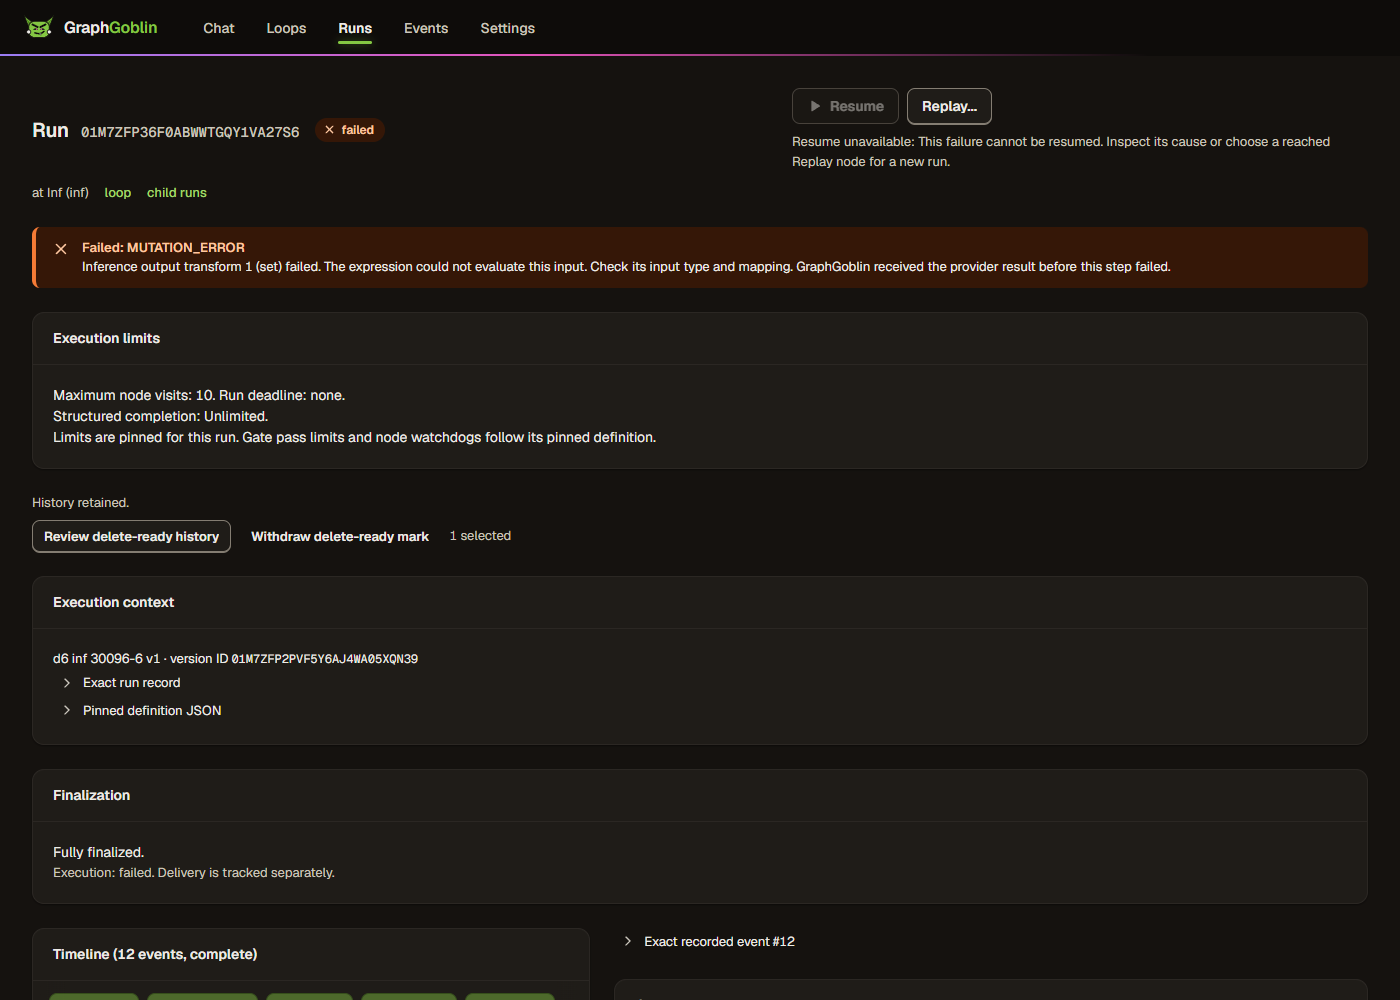 GraphGoblin Chat Loops Runs Events Settings
Run 01M7ZFP36F0ABWWTGQY1VA27S6 failed
Resume Replay...
Resume unavailable: This failure cannot be resumed. Inspect its cause or choose a reached
Replay node for a new run.
at Inf (inf) loop child runs
Failed: MUTATION_ERROR
Inference output transform 1 (set) failed. The expression could not evaluate this input. Check its input type and mapping. GraphGoblin received the provider result before this step failed.
Execution limits
Maximum node visits: 10. Run deadline: none.
Structured completion: Unlimited.
Limits are pinned for this run. Gate pass limits and node watchdogs follow its pinned definition.
History retained.
Review delete-ready history Withdraw delete-ready mark 1 selected
Execution context
d6 inf 30096-6 v1 · version ID 01M7ZFP2PVF5Y6AJ4WA05XQN39
Exact run record
Pinned definition JSON
Finalization
Fully finalized.
Execution: failed. Delivery is tracked separately.
Timeline (12 events, complete)
Exact recorded event #12